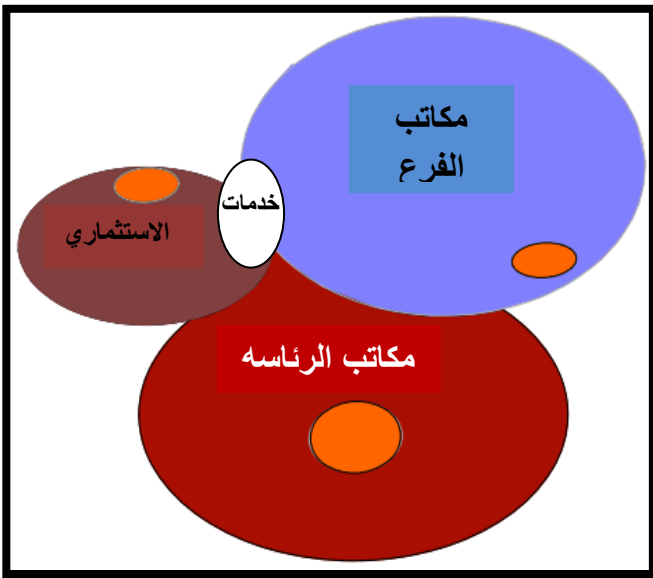 مكاتب
الفرع
خدمات
الاستثماري
مكاتب الرئاسه